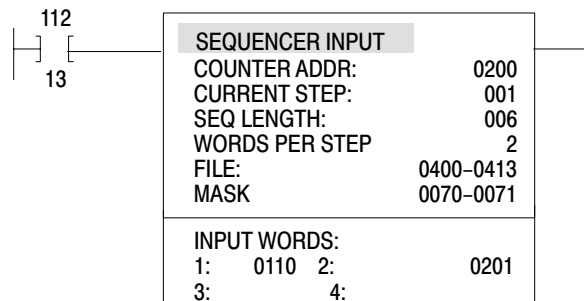 112
13
SEQUENCER INPUT
COUNTER ADDR: 0200
CURRENT STEP: 001
SEQ LENGTH: 006
WORDS PER STEP 2
FILE: 0400–0413
MASK 0070–0071
INPUT WORDS:
1: 0110 2: 0201
3: 4: